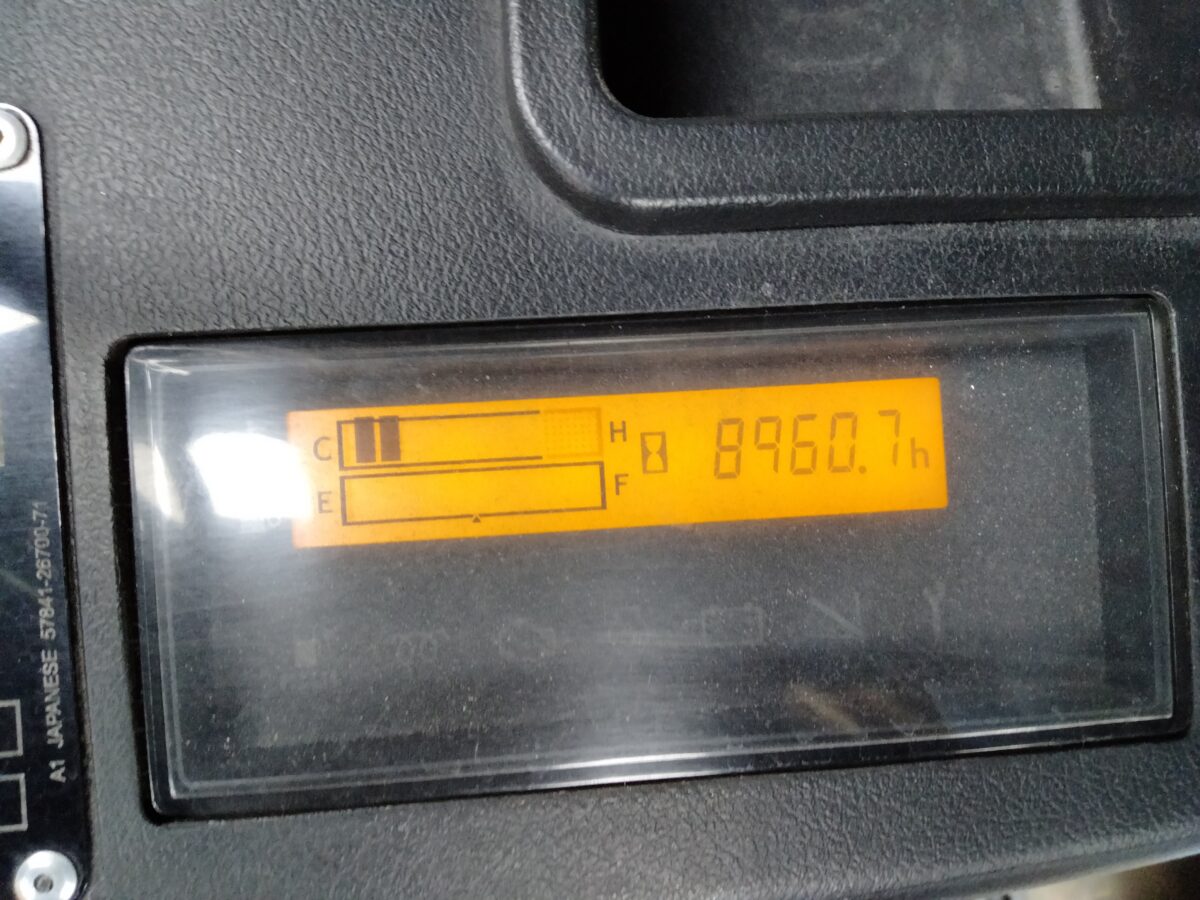 C H 8960.7h
E F
A1 JAPANESE 57841-26700-71